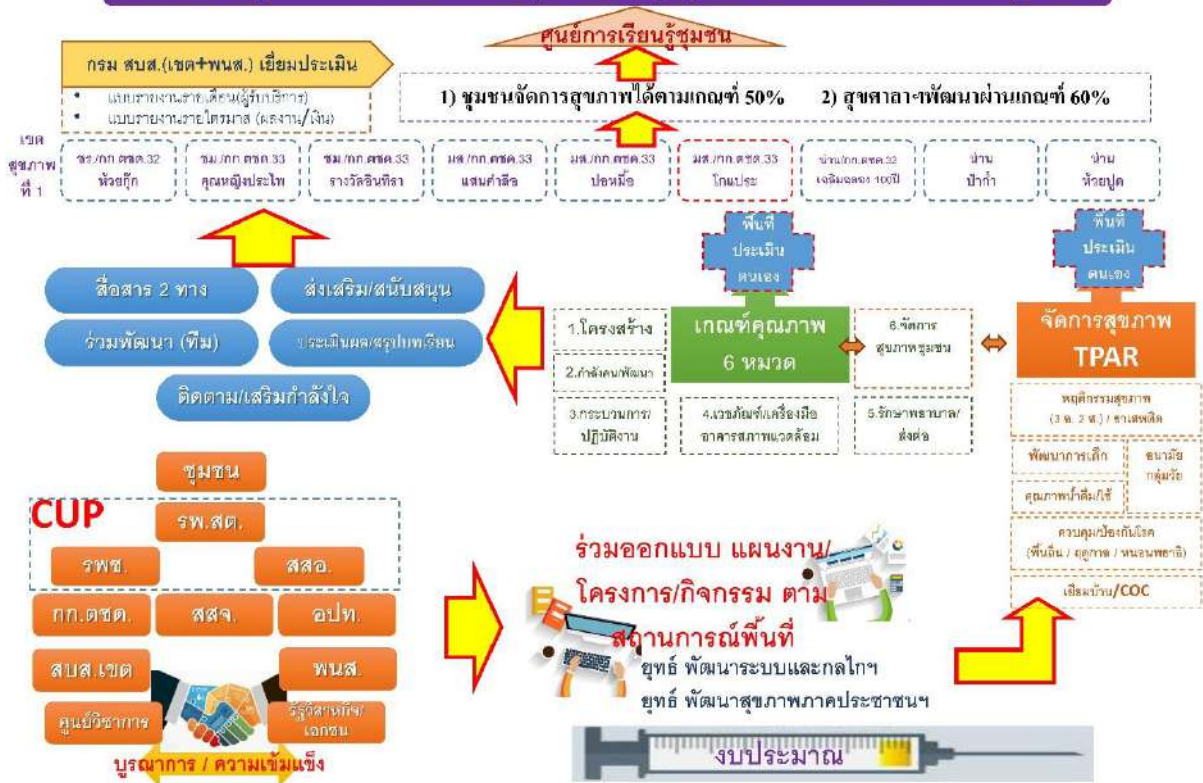 ศูนย์การเรียนรู้ชุมชน
กรม สบส.(เขต+พนส.) เยี่ยมประเมิน
• แบบรายงานรายเดือน(ผู้รับบริการ)
• แบบรายงานรายไตรมาส (ผลงาน/เงิน)
1) ชุมชนจัดการสุขภาพได้ตามเกณฑ์ 50% 2) สุขศาลาฯพัฒนาผ่านเกณฑ์ 60%
เขต
สุขภาพ
ที่ 1
ชร./กก.ตชด.32
ห้วยกุ๊ก
ชม./กก.ตชด.33
คุณหญิงประไพ
ชม./กก.ตชด.33
รางวัลอินทิรา
มส./กก.ตชด.33
แสนคำลือ
มส./กก.ตชด.33
ปอหมื้อ
มส./กก.ตชด.33
โกแประ
น่าน/กก.ตชด.32
เฉลิมฉลอง 100ปี
น่าน
ป่ากำ
น่าน
ห้วยปูด
พื้นที่
ประเมิน
ตนเอง
พื้นที่
ประเมิน
ตนเอง
สื่อสาร 2 ทาง
ส่งเสริม/สนับสนุน
ร่วมพัฒนา (ทีม)
ประเมินผล/สรุปบทเรียน
ติดตาม/เสริมกำลังใจ
1.โครงสร้าง
2.กำลังคน/พัฒนา
3.กระบวนการ/
ปฏิบัติงาน
เกณฑ์คุณภาพ
6 หมวด
4.เวชภัณฑ์/เครื่องมือ
อาคารสภาพแวดล้อม
6.จัดการ
สุขภาพชุมชน
5.รักษาพยาบาล/
ส่งต่อ
จัดการสุขภาพ
TPAR
พฤติกรรมสุขภาพ
(3 อ. 2 ส.) / ยาเสพติด
พัฒนาการเด็ก
อนามัย
กลุ่มวัย
คุณภาพน้ำดื่ม/ใช้
ควบคุม/ป้องกันโรค
(พื้นถิ่น / ฤดูกาล / หนอนพยาธิ)
เยี่ยมบ้าน/COC
CUP
ชุมชน
รพ.สต.
รพช.
สสอ.
กก.ตชด.
สสจ.
อปท.
สบส.เขต
พนส.
ศูนย์วิชาการ
รัฐวิสาหกิจ/
เอกชน
บูรณาการ / ความเข้มแข็ง
ร่วมออกแบบ แผนงาน/
โครงการ/กิจกรรม ตาม
สถานการณ์พื้นที่
ยุทธ์ พัฒนาระบบและกลไกฯ
ยุทธ์ พัฒนาสุขภาพภาคประชาชนฯ
งบประมาณ